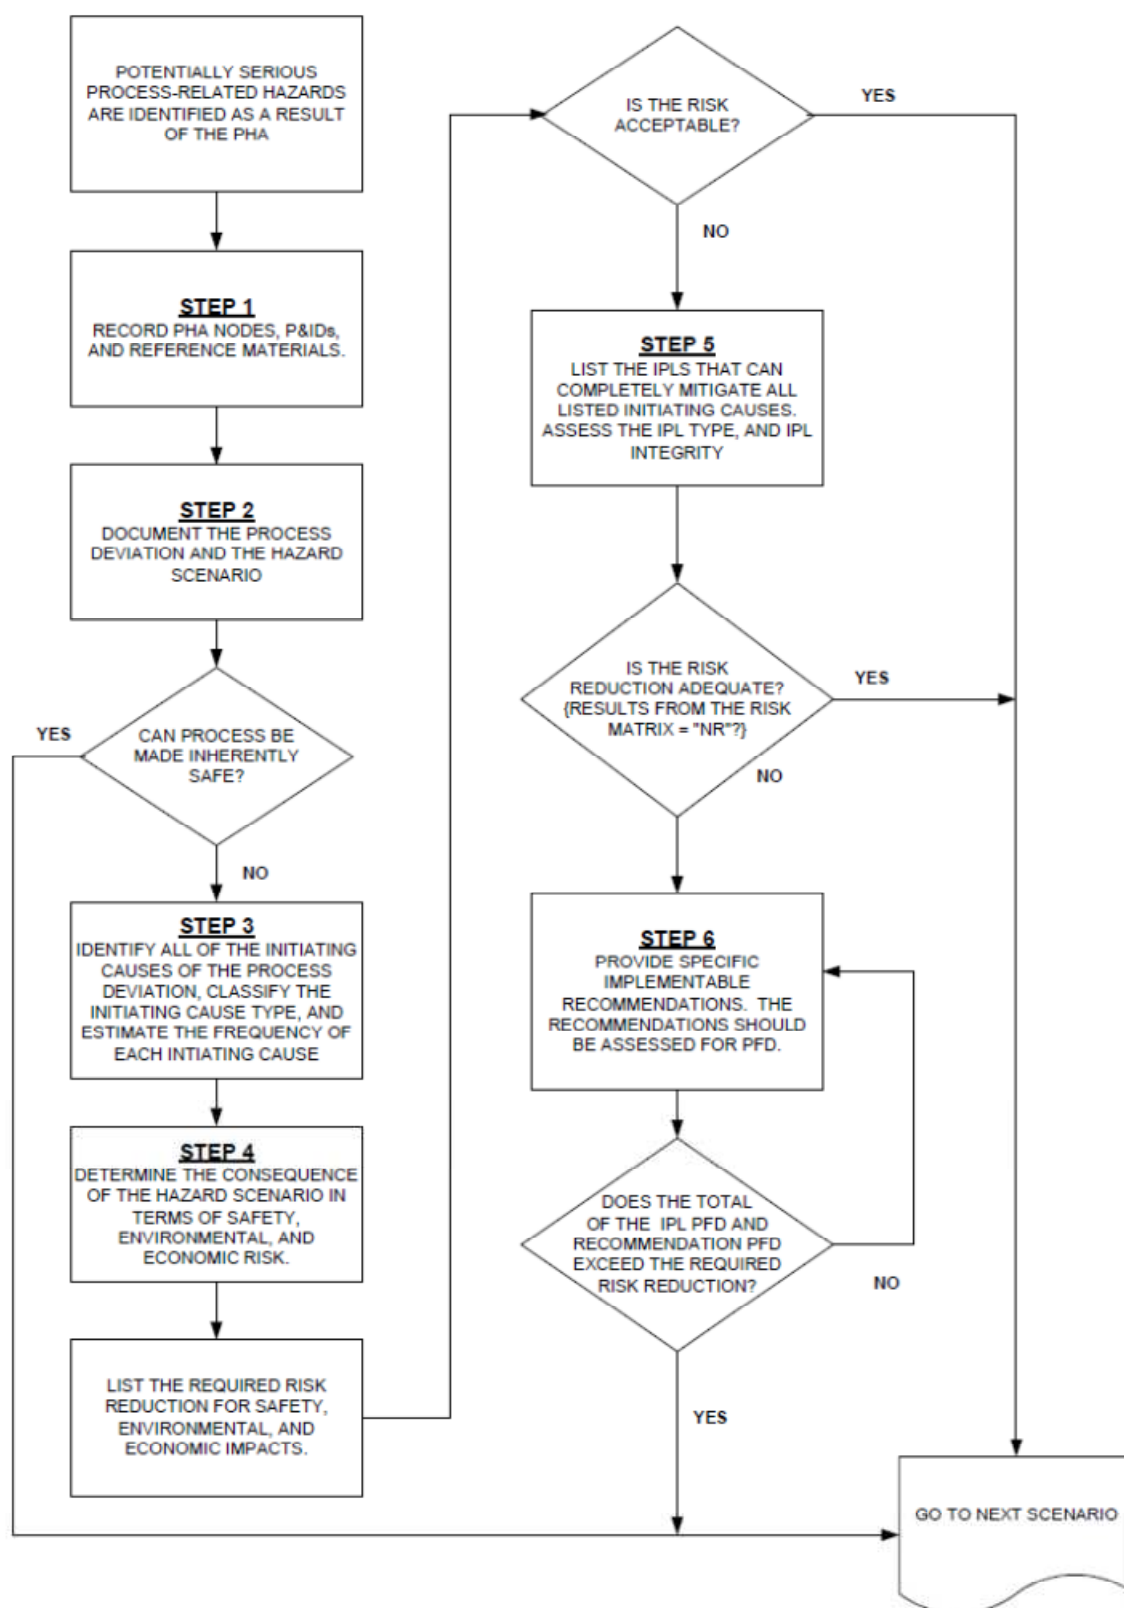 POTENTIALLY SERIOUS
PROCESS-RELATED HAZARDS
ARE IDENTIFIED AS A RESULT
OF THE PHA
STEP 1
RECORD PHA NODES, P&IDs,
AND REFERENCE MATERIALS.
STEP 2
DOCUMENT THE PROCESS
DEVIATION AND THE HAZARD
SCENARIO
YES
CAN PROCESS BE
MADE INHERENTLY
SAFE?
NO
STEP 3
IDENTIFY ALL OF THE INITIATING
CAUSES OF THE PROCESS
DEVIATION, CLASSIFY THE
INITIATING CAUSE TYPE, AND
ESTIMATE THE FREQUENCY OF
EACH INTIATING CAUSE
STEP 4
DETERMINE THE CONSEQUENCE
OF THE HAZARD SCENARIO IN
TERMS OF SAFETY,
ENVIRONMENTAL, AND
ECONOMIC RISK.
LIST THE REQUIRED RISK
REDUCTION FOR SAFETY,
ENVIRONMENTAL, AND
ECONOMIC IMPACTS.
IS THE RISK
ACCEPTABLE?
YES
NO
STEP 5
LIST THE IPLS THAT CAN
COMPLETELY MITIGATE ALL
LISTED INITIATING CAUSES.
ASSESS THE IPL TYPE, AND IPL
INTEGRITY
IS THE RISK
REDUCTION ADEQUATE?
{RESULTS FROM THE RISK
MATRIX = "NR"?}
YES
NO
STEP 6
PROVIDE SPECIFIC
IMPLEMENTABLE
RECOMMENDATIONS. THE
RECOMMENDATIONS SHOULD
BE ASSESSED FOR PFD.
DOES THE TOTAL
OF THE IPL PFD AND
RECOMMENDATION PFD
EXCEED THE REQUIRED
RISK REDUCTION?
NO
YES
GO TO NEXT SCENARIO